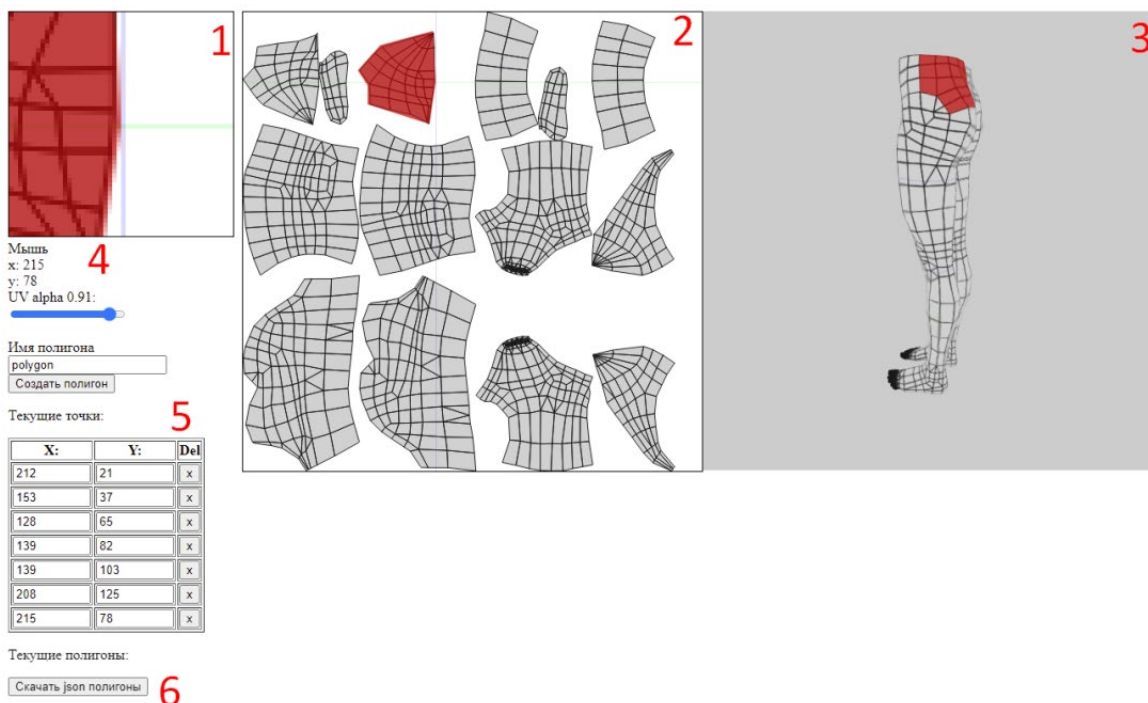 1
2
3
Мышь
4
x: 215
y: 78
UV alpha 0.91:
Имя полигона
polygon
Создать полигон
Текущие точки:
5
X: Y: Del
212 21 x
153 37 x
128 65 x
139 82 x
139 103 x
208 125 x
215 78 x
Текущие полигоны:
Скачать json полигоны
6